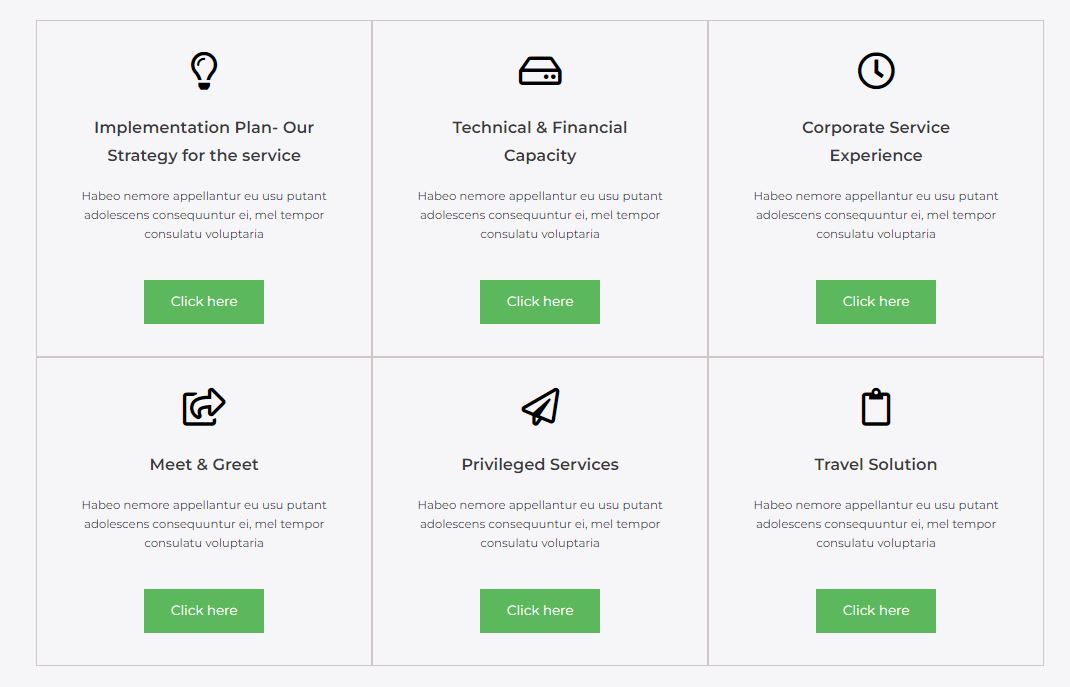 Implementation Plan- Our
Strategy for the service
Habeo nemore appellantur eu usu putant
adolescens consequuntur ei, mel tempor
consulatu voluptaria
Click here
Technical & Financial
Capacity
Habeo nemore appellantur eu usu putant
adolescens consequuntur ei, mel tempor
consulatu voluptaria
Click here
Corporate Service
Experience
Habeo nemore appellantur eu usu putant
adolescens consequuntur ei, mel tempor
consulatu voluptaria
Click here
Meet & Greet
Habeo nemore appellantur eu usu putant
adolescens consequuntur ei, mel tempor
consulatu voluptaria
Click here
Privileged Services
Habeo nemore appellantur eu usu putant
adolescens consequuntur ei, mel tempor
consulatu voluptaria
Click here
Travel Solution
Habeo nemore appellantur eu usu putant
adolescens consequuntur ei, mel tempor
consulatu voluptaria
Click here